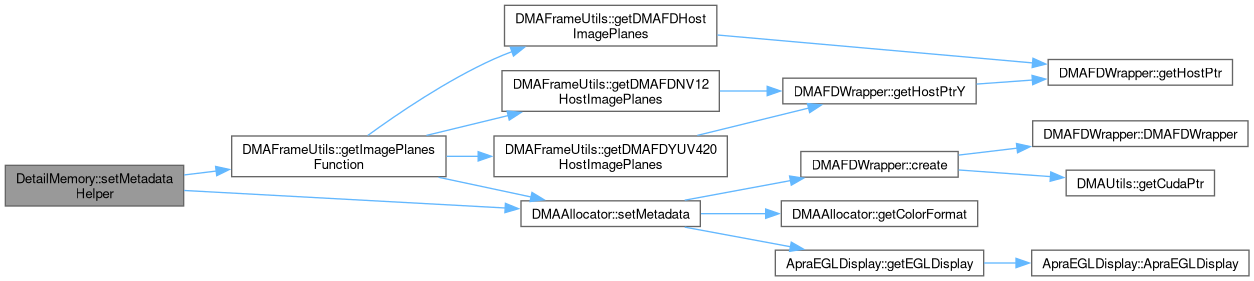 DetailMemory::setMetadata
Helper
DMAFrameUtils::getImagePlanes
Function
DMAFrameUtils::getDMAFDHost
ImagePlanes
DMAFrameUtils::getDMAFDNV12
HostImagePlanes
DMAFrameUtils::getDMAFDYUV420
HostImagePlanes
DMAAllocator::setMetadata
DMAFDWrapper::getHostPtrY
DMAFDWrapper::create
DMAAllocator::getColorFormat
ApraEGLDisplay::getEGLDisplay
DMAFDWrapper::getHostPtr
DMAFDWrapper::DMAFDWrapper
DMAUtils::getCudaPtr
ApraEGLDisplay::ApraEGLDisplay